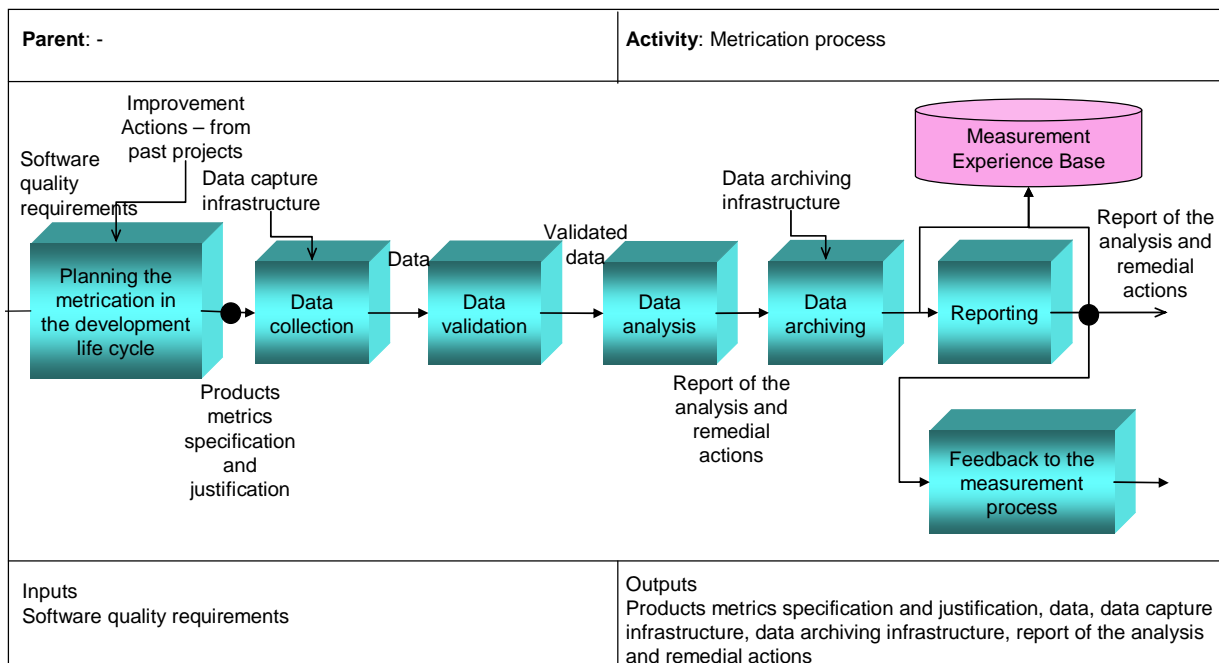 Parent: -
Activity: Metrication process
Improvement
Actions – from
past projects
Software
quality
requirements
Data capture
infrastructure
Data archiving
infrastructure
Measurement
Experience Base
Report of the
analysis and
remedial
actions
Planning the
metrication in
the development
life cycle
Products
metrics
specification
and
justification
Data
collection
Data
Data
validation
Validated
data
Data
analysis
Report of the
analysis and
remedial
actions
Data
archiving
Reporting
Feedback to the
measurement
process
Inputs
Software quality requirements
Outputs
Products metrics specification and justification, data, data capture
infrastructure, data archiving infrastructure, report of the analysis
and remedial actions